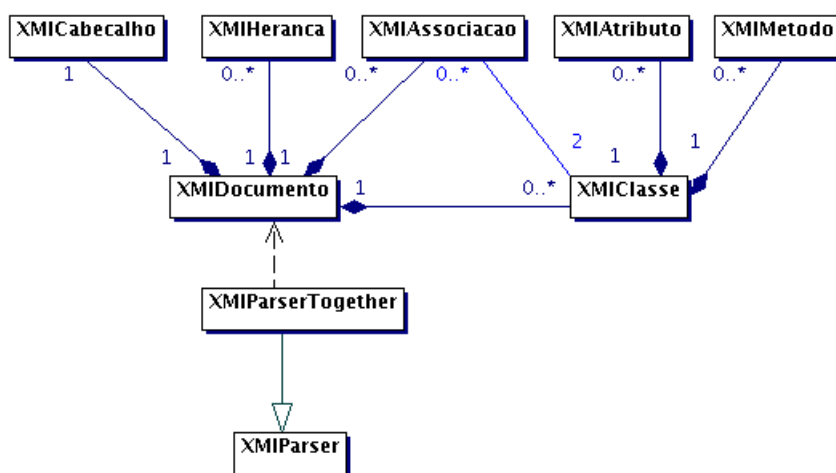 XMICabecalho XMIHeranca XMIAssociacao XMIAtributo XMIMetodo
1 0..* 0..* 0..* 0..* 0..*
1 1 1 2 1 1
XMIDocumento 1 0..* XMIClasse
XMIParserTogether
XMIParser